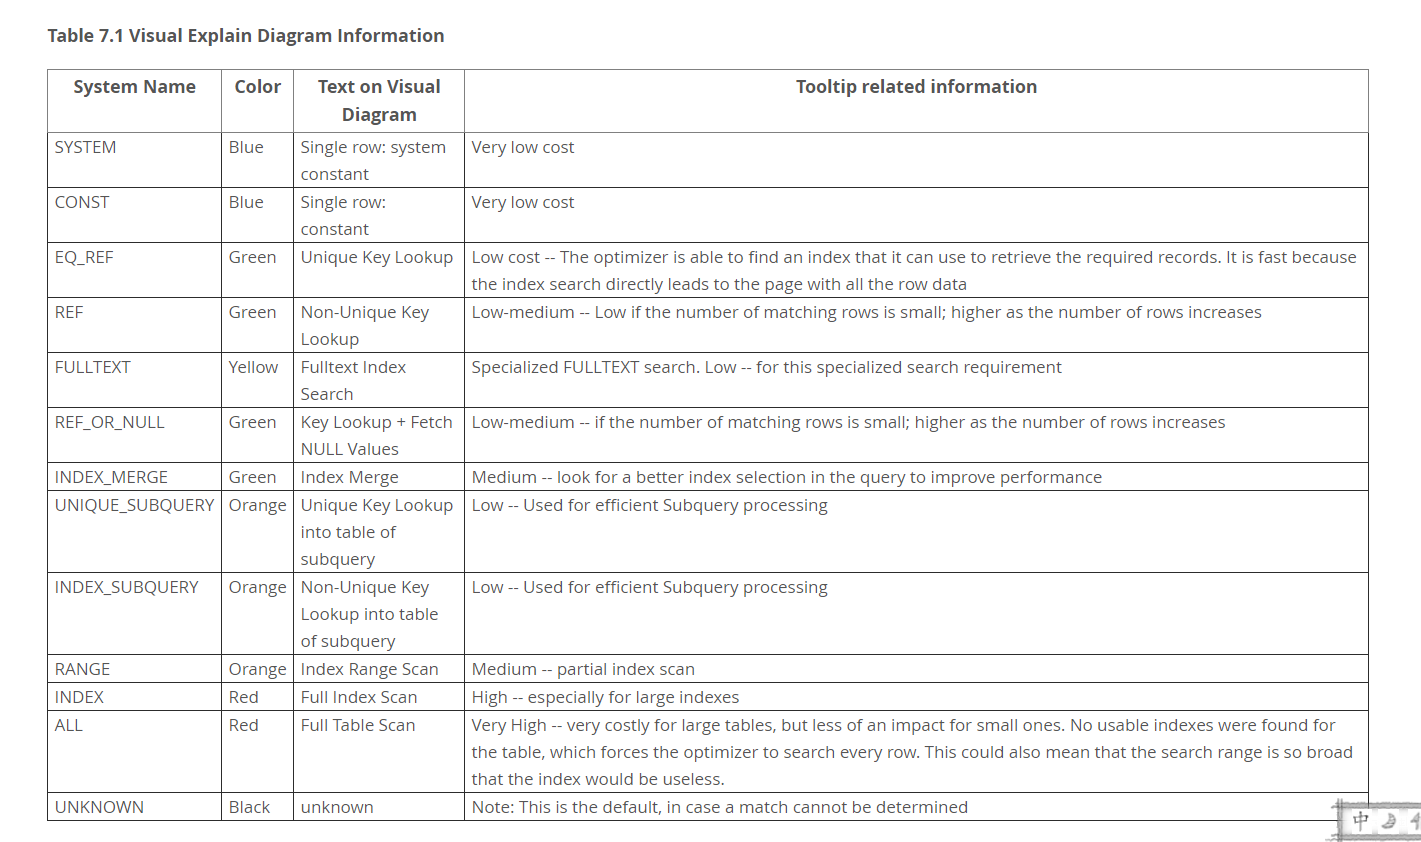 Table 7.1 Visual Explain Diagram Information
System Name Color Text on Visual Diagram Tooltip related information
SYSTEM Blue Single row: system constant Very low cost
CONST Blue Single row: constant Very low cost
EQ_REF Green Unique Key Lookup Low cost -- The optimizer is able to find an index that it can use to retrieve the required records. It is fast because
the index search directly leads to the page with all the row data
REF Green Non-Unique Key Lookup Low-medium -- Low if the number of matching rows is small; higher as the number of rows increases
FULLTEXT Yellow Fulltext Index Search Specialized FULLTEXT search. Low -- for this specialized search requirement
REF_OR_NULL Green Key Lookup + Fetch NULL Values Low-medium -- if the number of matching rows is small; higher as the number of rows increases
INDEX_MERGE Green Index Merge Medium -- look for a better index selection in the query to improve performance
UNIQUE_SUBQUERY Orange Unique Key Lookup into table of subquery Low -- Used for efficient Subquery processing
INDEX_SUBQUERY Orange Non-Unique Key Lookup into table of subquery Low -- Used for efficient Subquery processing
RANGE Orange Index Range Scan Medium -- partial index scan
INDEX Red Full Index Scan High -- especially for large indexes
ALL Red Full Table Scan Very High -- very costly for large tables, but less of an impact for small ones. No usable indexes were found for
the table, which forces the optimizer to search every row. This could also mean that the search range is so broad
that the index would be useless.
UNKNOWN Black unknown Note: This is the default, in case a match cannot be determined
中